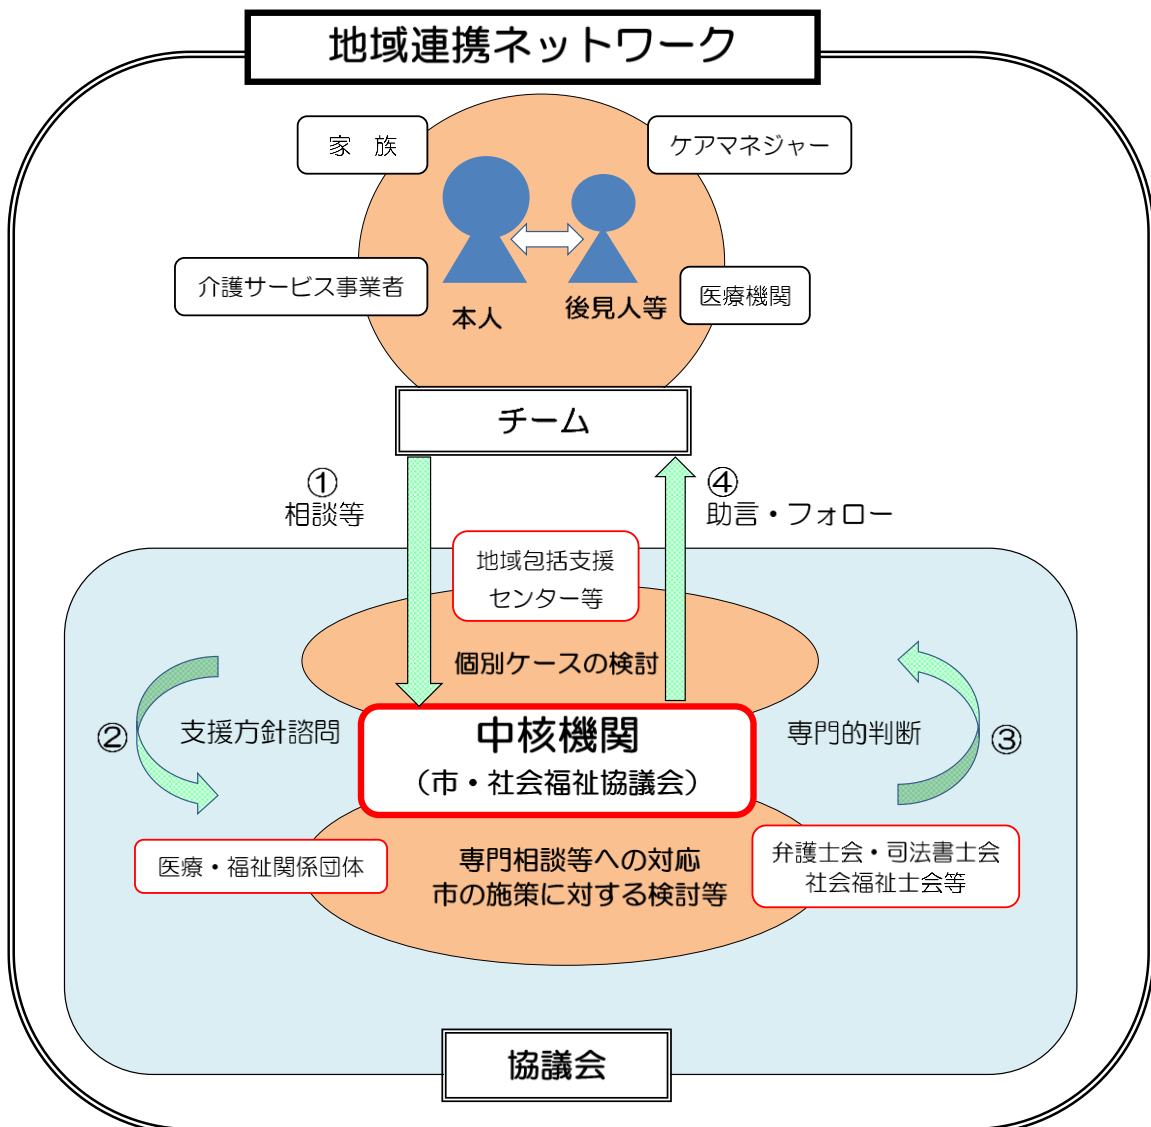 地域連携ネットワーク
家　族
ケアマネジャー
介護サービス事業者
医療機関
本人
後見人等
チーム
①
相談等
④
助言・フォロー
地域包括支援
センター等
個別ケースの検討
②
支援方針諮問
中核機関
（市・社会福祉協議会）
専門的判断
③
医療・福祉関係団体
専門相談等への対応
市の施策に対する検討等
弁護士会・司法書士会
社会福祉士会等
協議会